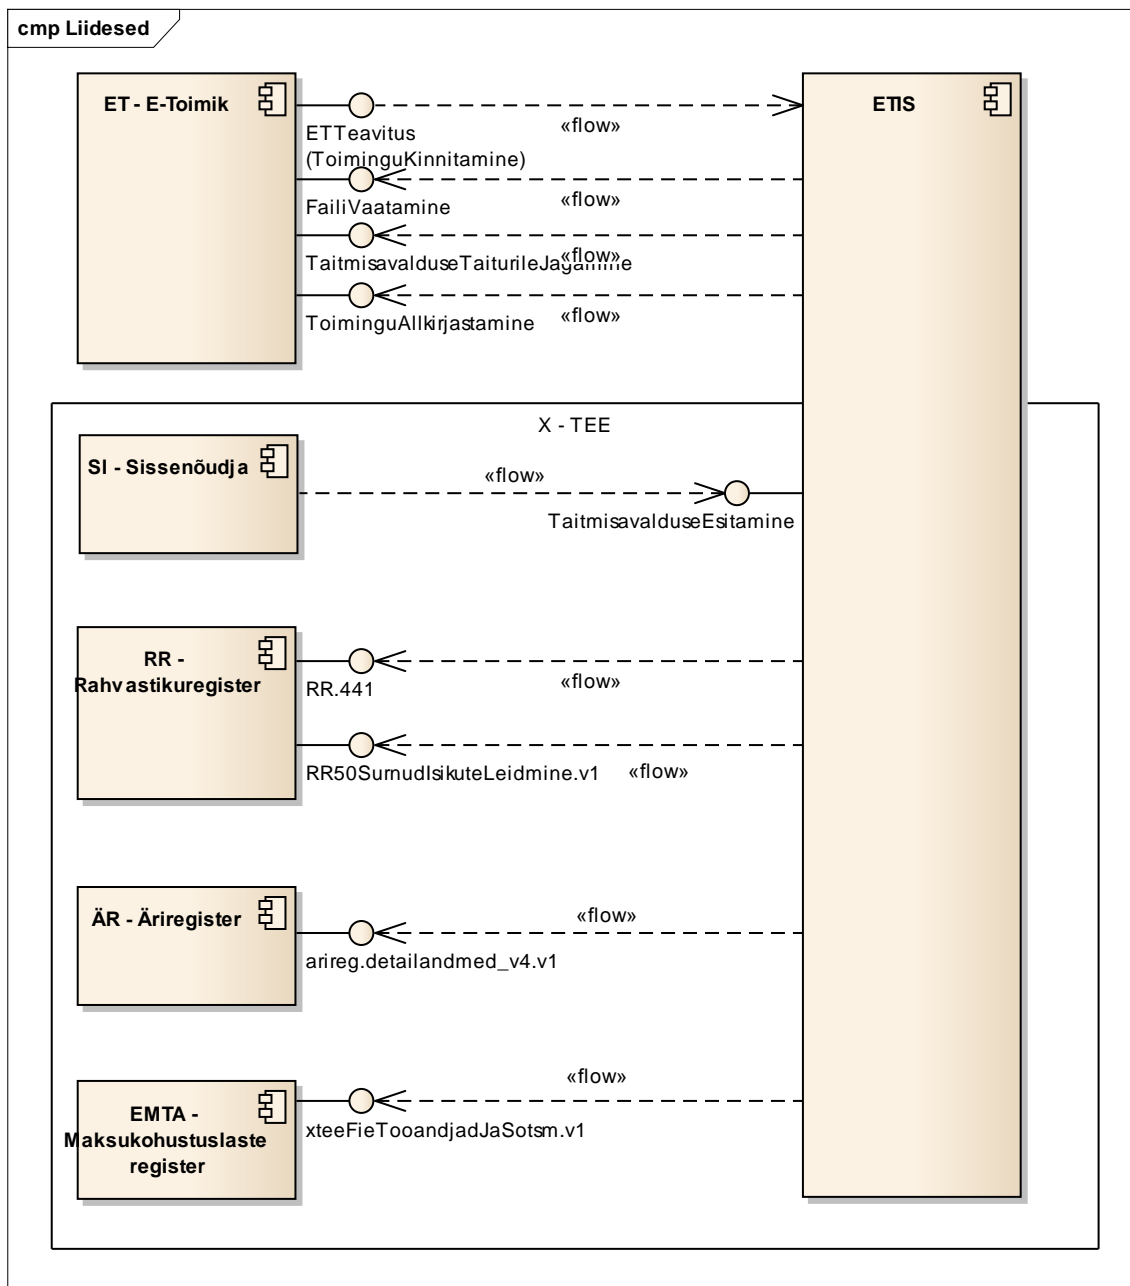 cmp Liidesed
ET - E-Toimik
ETIS
«flow»
ETTeavitus
(ToiminguKinnitamine)
«flow»
FailiVaatamine
«flow»
TaitmisavalduseTaiturileJagamine
«flow»
ToiminguAllkirjastamine
X - TEE
SI - Sissenõudja
«flow»
TaitmisavalduseEsitamine
RR -
Rahvastikuregister
«flow»
RR.441
RR50SurnudIsikuteLeidmine.v1
«flow»
ÄR - Äriregister
«flow»
arireg.detailandmed_v4.v1
«flow»
EMTA -
Maksukohustuslaste
register
xteeFieTooandjadJaSotsm.v1